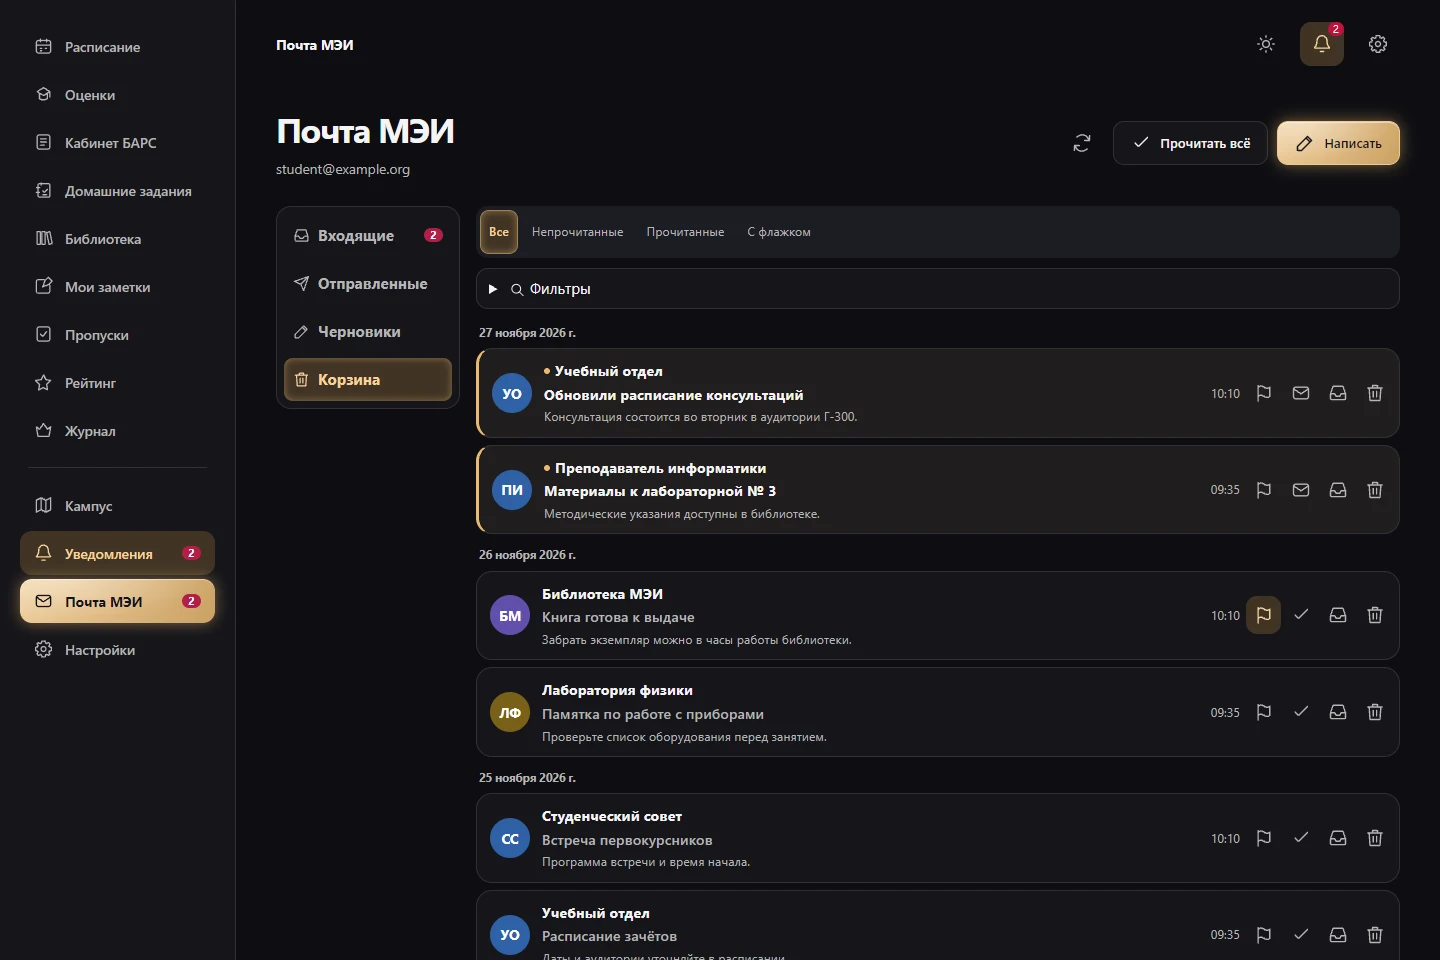 Расписание
Оценки
Кабинет БАРС
Домашние задания
Библиотека
Мои заметки
Пропуски
Рейтинг
Журнал
Кампус
Уведомления 2
Почта МЭИ 2
Настройки
Почта МЭИ
2
Почта МЭИ
student@example.org
Прочитать всё
Написать
Входящие 2
Отправленные
Черновики
Корзина
Все Непрочитанные Прочитанные С флажком
Фильтры
27 ноября 2026 г.
УО
Учебный отдел
Обновили расписание консультаций
Консультация состоится во вторник в аудитории Г-300.
10:10
ПИ
Преподаватель информатики
Материалы к лабораторной № 3
Методические указания доступны в библиотеке.
09:35
26 ноября 2026 г.
БМ
Библиотека МЭИ
Книга готова к выдаче
Забрать экземпляр можно в часы работы библиотеки.
10:10
ЛФ
Лаборатория физики
Памятка по работе с приборами
Проверьте список оборудования перед занятием.
09:35
25 ноября 2026 г.
СС
Студенческий совет
Встреча первокурсников
Программа встречи и время начала.
10:10
УО
Учебный отдел
Расписание зачётов
Даты и аудитории уточняйте в расписании.
09:35